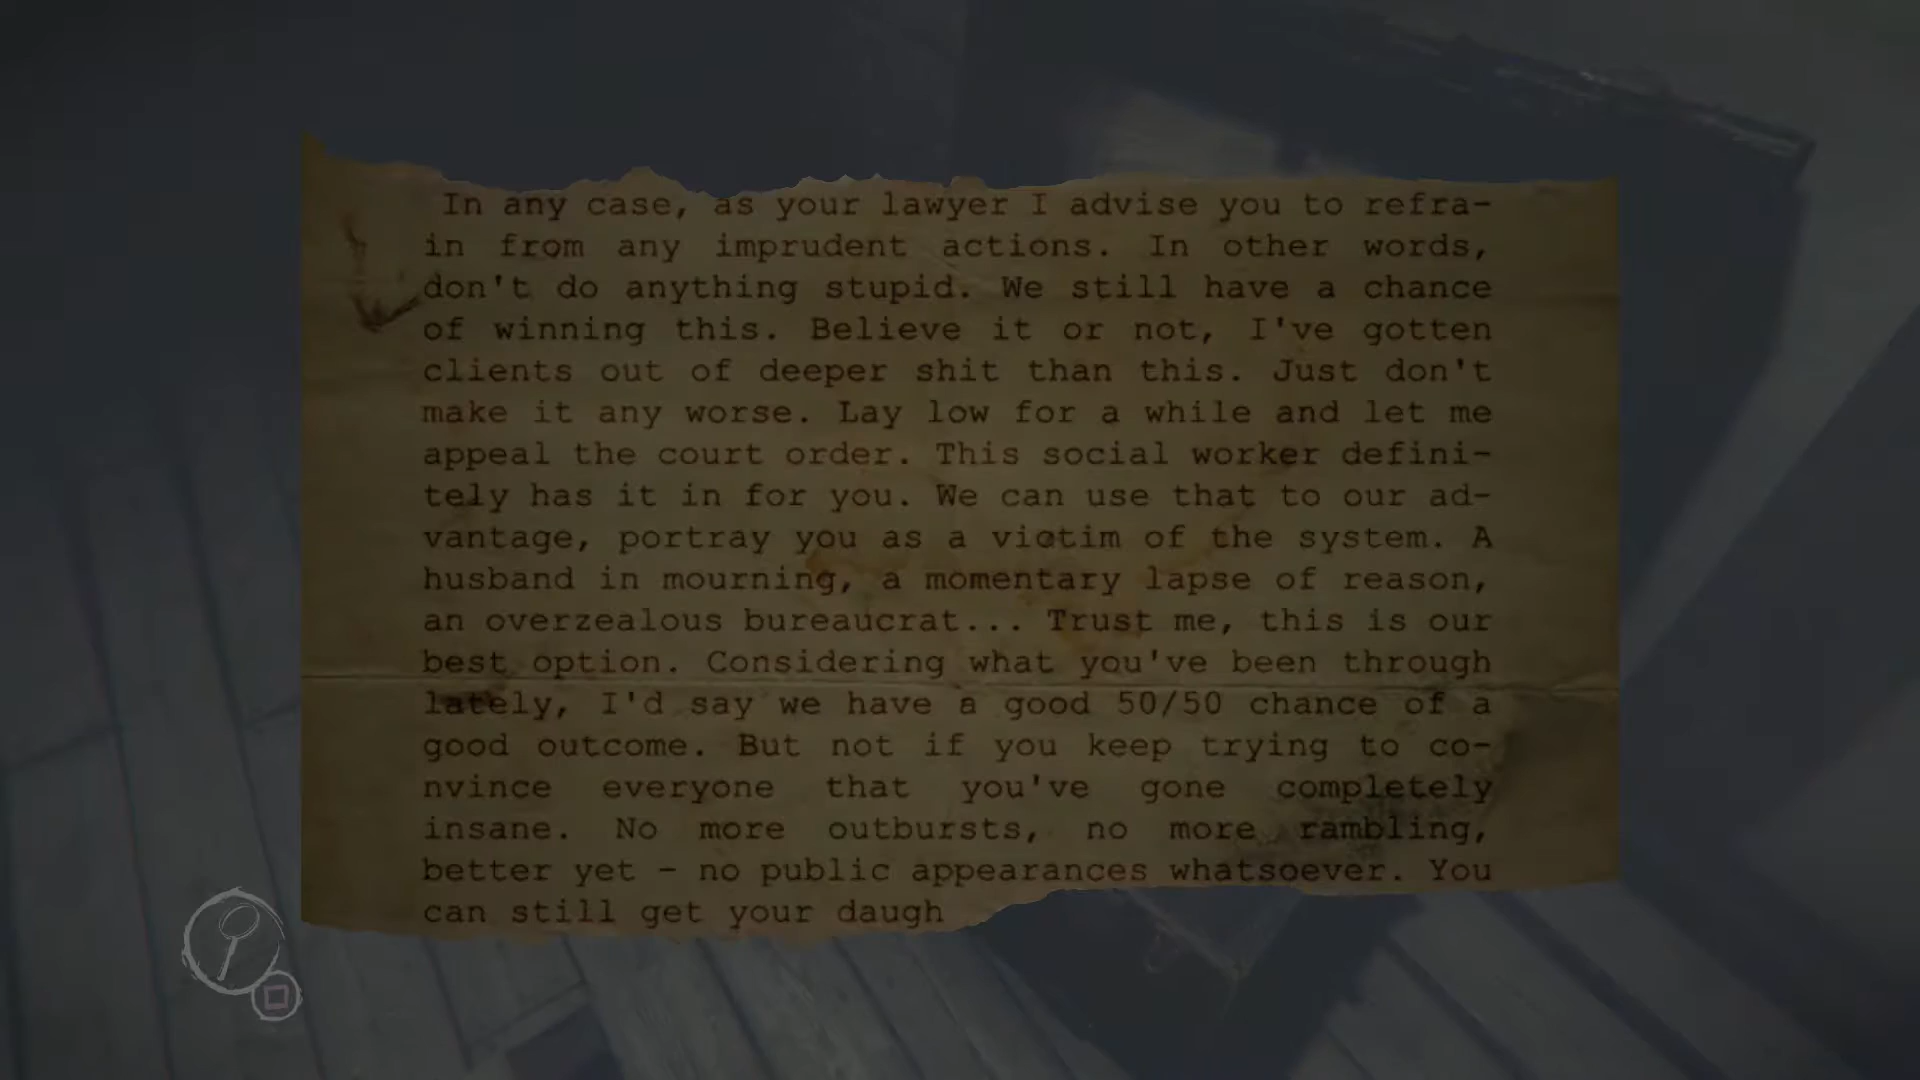 In any case, as your lawyer I advise you to refra-
in from any imprudent actions. In other words,
don't do anything stupid. We still have a chance
of winning this. Believe it or not, I've gotten
clients out of deeper shit than this. Just don't
make it any worse. Lay low for a while and let me
appeal the court order. This social worker defini-
tely has it in for you. We can use that to our ad-
vantage, portray you as a victim of the system. A
husband in mourning, a momentary lapse of reason,
an overzealous bureaucrat... Trust me, this is our
best option. Considering what you've been through
lately, I'd say we have a good 50/50 chance of a
good outcome. But not if you keep trying to co-
nvince everyone that you've gone completely
insane. No more outbursts, no more rambling,
better yet - no public appearances whatsoever. You
can still get your daugh